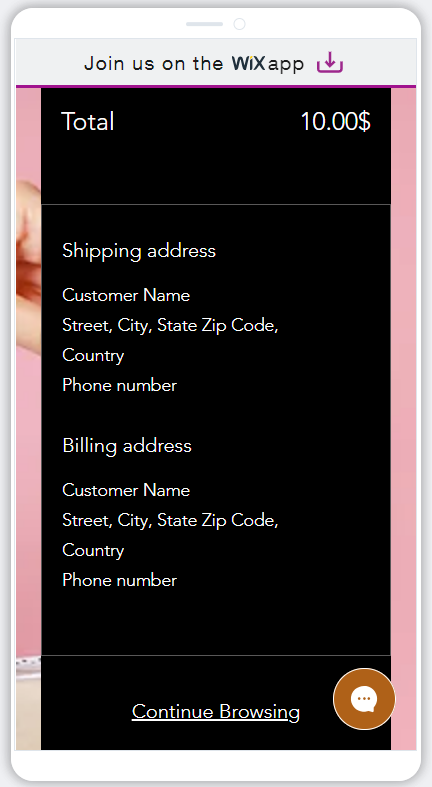 Join us on the WiX app
Total 10.00$
Shipping address
Customer Name
Street, City, State Zip Code,
Country
Phone number
Billing address
Customer Name
Street, City, State Zip Code,
Country
Phone number
Continue Browsing